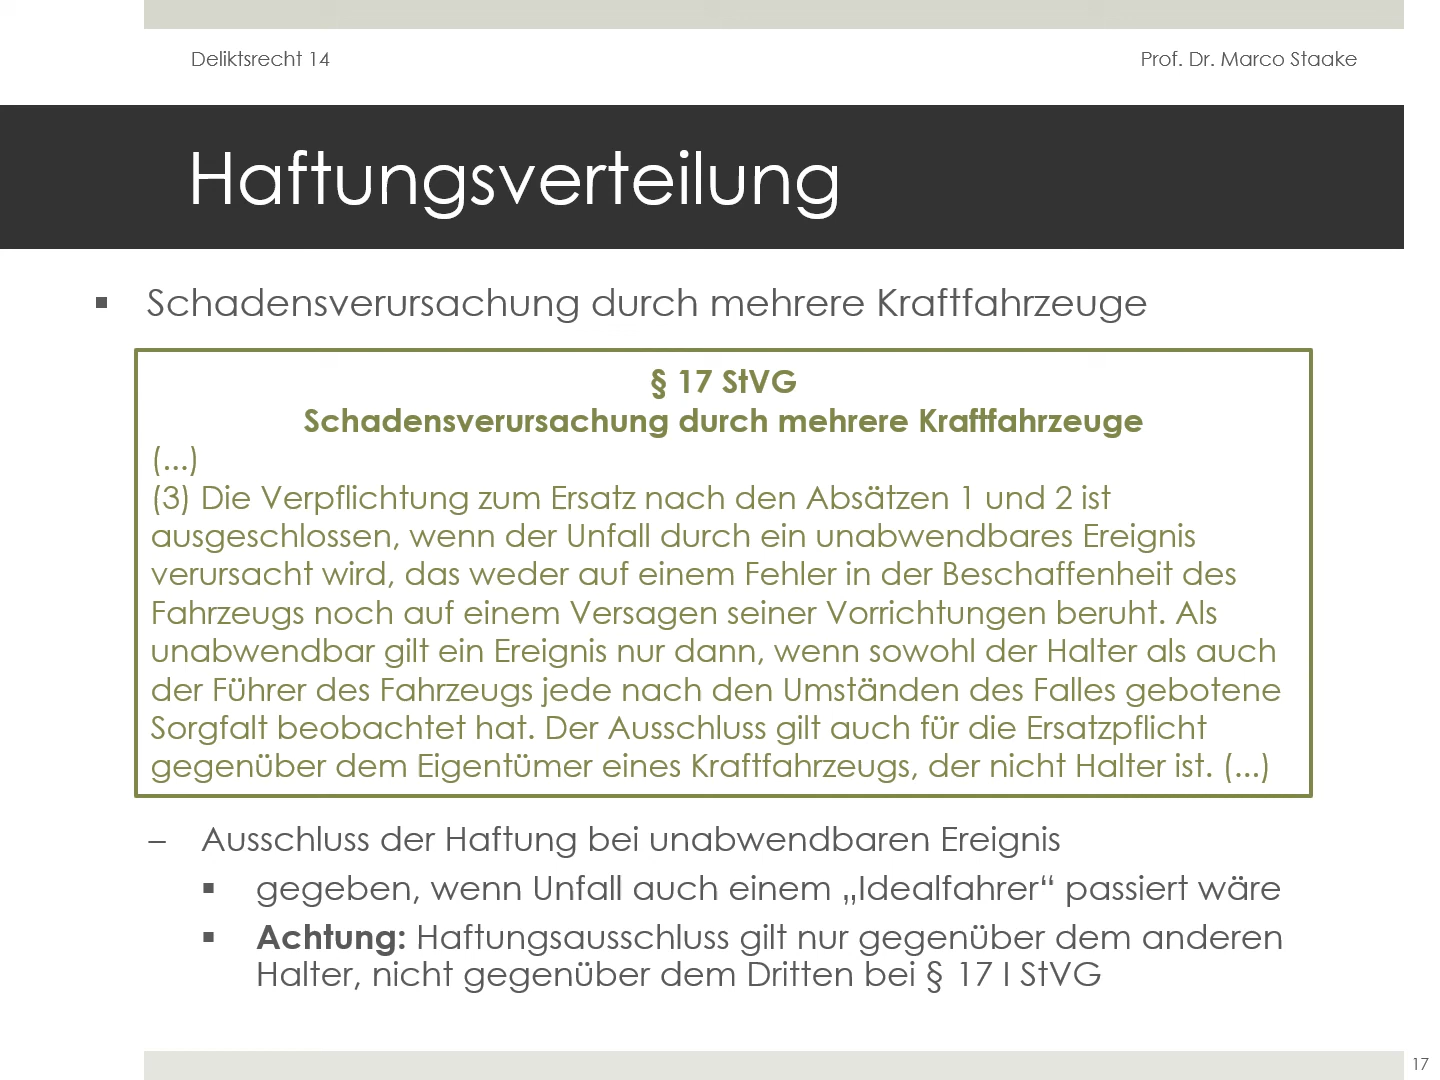 Deliktsrecht 14
Prof. Dr. Marco Staake
Haftungsverteilung
▪ Schadensverursachung durch mehrere Kraftfahrzeuge
§ 17 StVG
Schadensverursachung durch mehrere Kraftfahrzeuge
(...)
(3) Die Verpflichtung zum Ersatz nach den Absätzen 1 und 2 ist
ausgeschlossen, wenn der Unfall durch ein unabwendbares Ereignis
verursacht wird, das weder auf einem Fehler in der Beschaffenheit des
Fahrzeugs noch auf einem Versagen seiner Vorrichtungen beruht. Als
unabwendbar gilt ein Ereignis nur dann, wenn sowohl der Halter als auch
der Führer des Fahrzeugs jede nach den Umständen des Falles gebotene
Sorgfalt beobachtet hat. Der Ausschluss gilt auch für die Ersatzpflicht
gegenüber dem Eigentümer eines Kraftfahrzeugs, der nicht Halter ist. (...)
– Ausschluss der Haftung bei unabwendbaren Ereignis
▪ gegeben, wenn Unfall auch einem „Idealfahrer“ passiert wäre
▪ Achtung: Haftungsausschluss gilt nur gegenüber dem anderen
Halter, nicht gegenüber dem Dritten bei § 17 I StVG
17